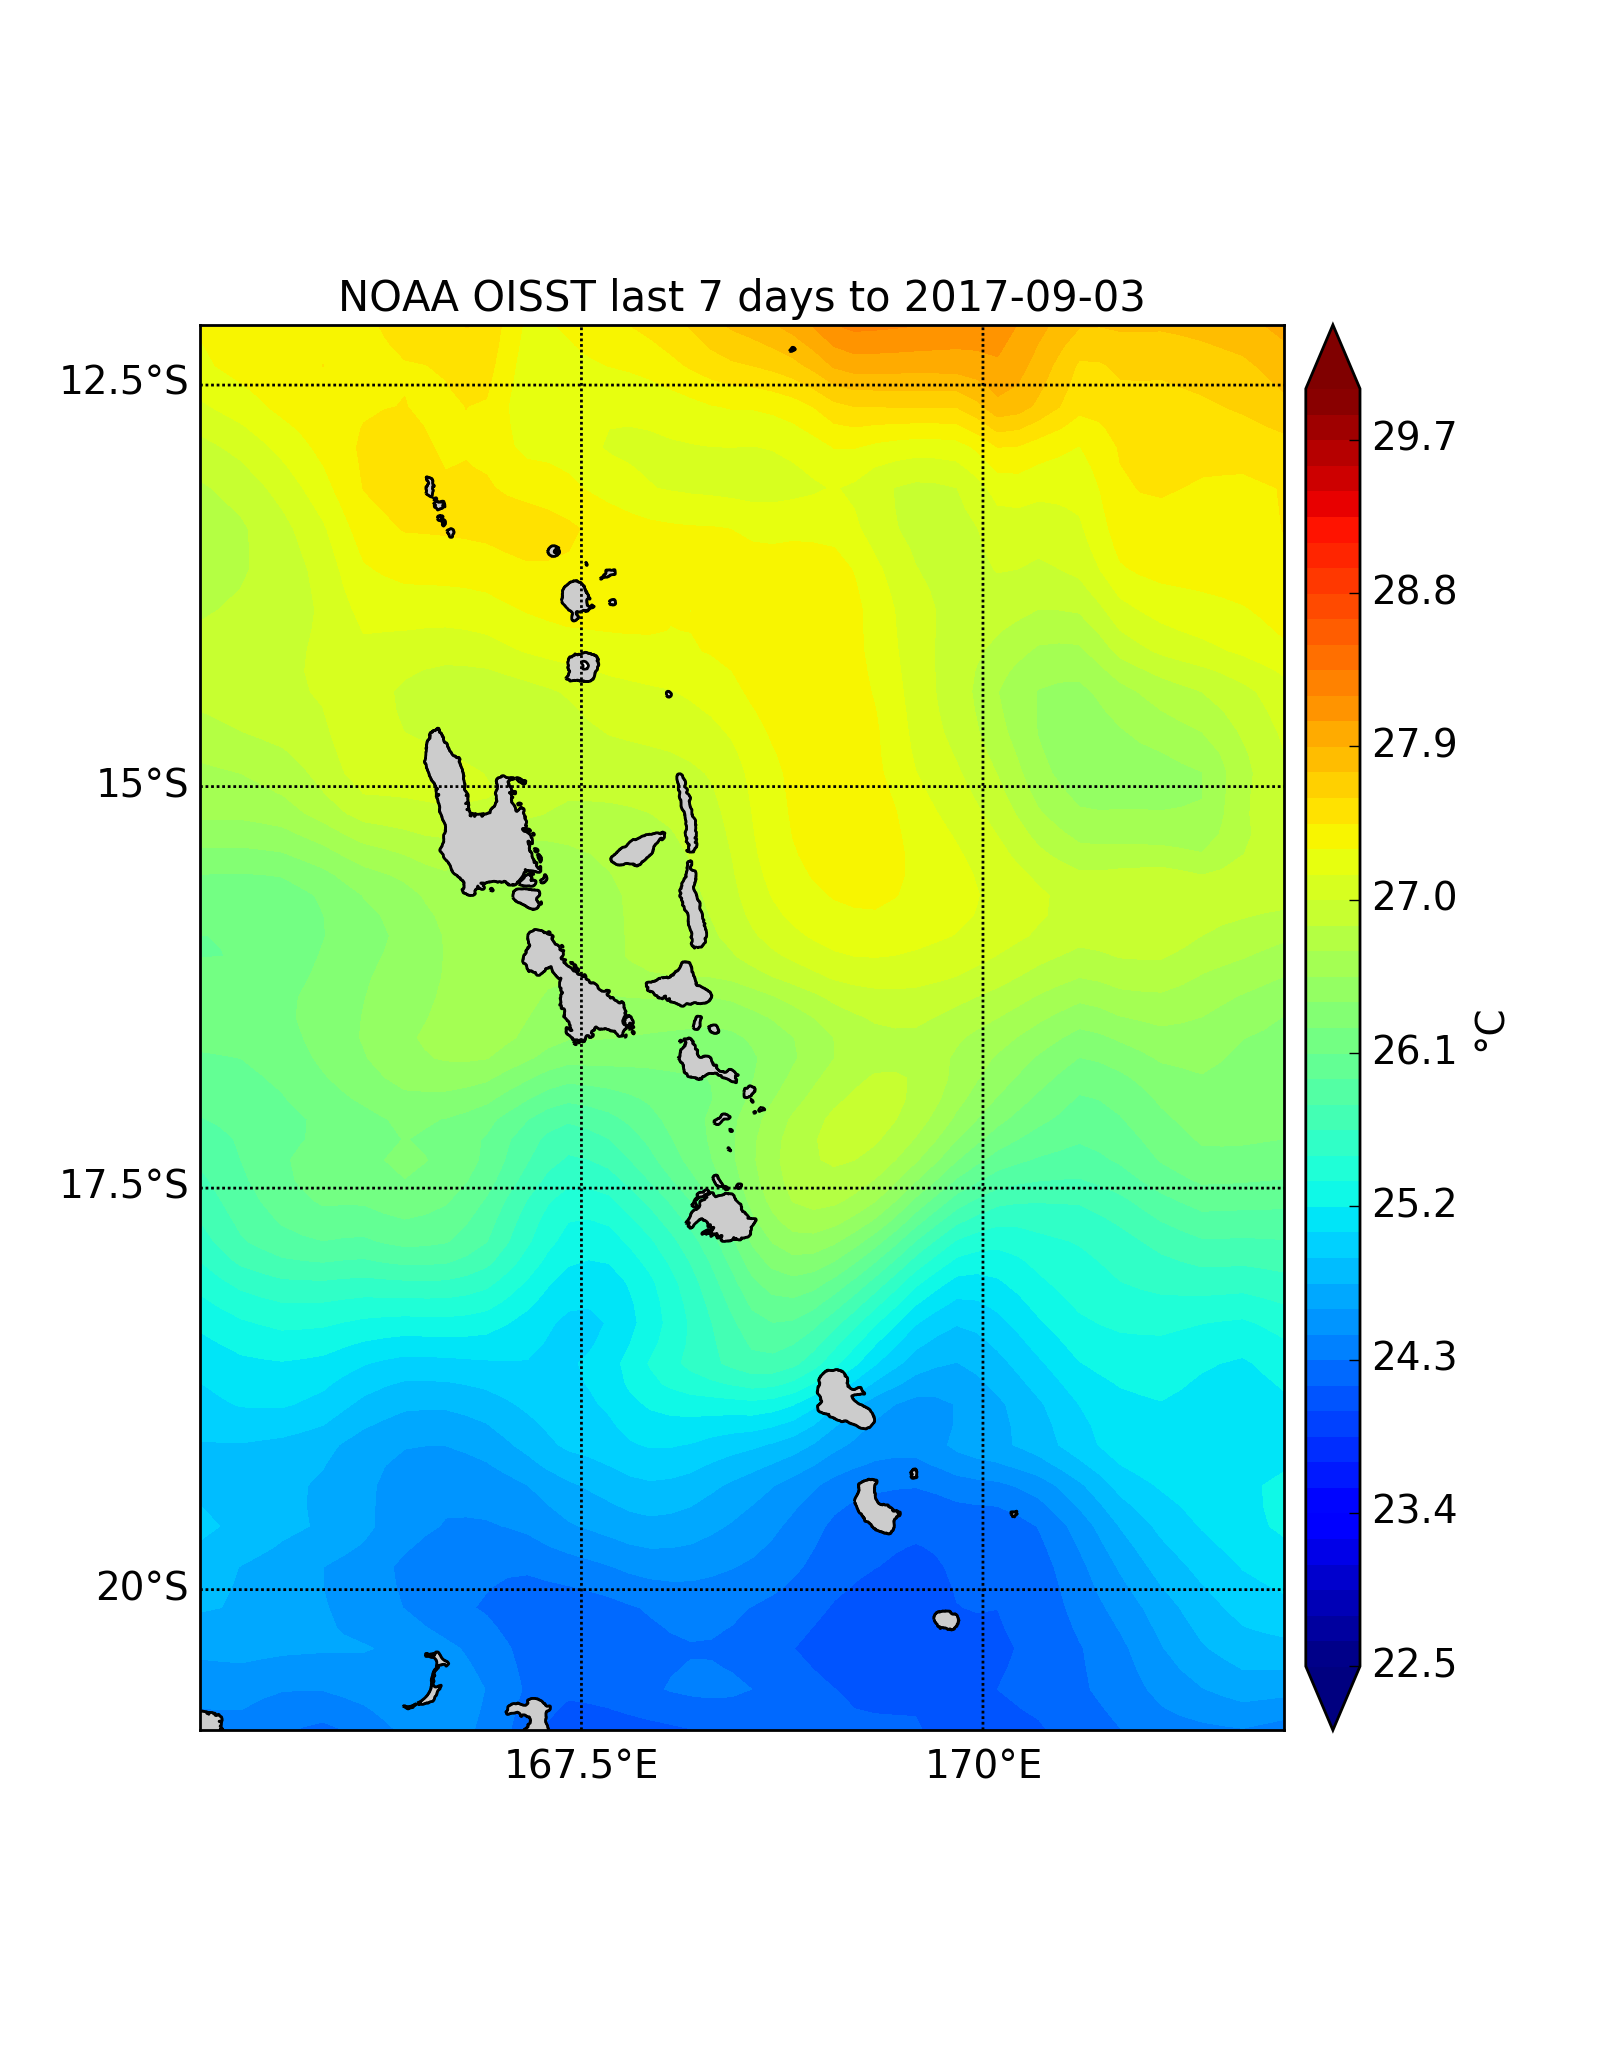 NOAA OISST last 7 days to 2017-09-03
12.5°S
15°S
17.5°S
20°S
167.5°E
170°E
29.7
28.8
27.9
27.0
26.1
25.2
24.3
23.4
22.5
°C